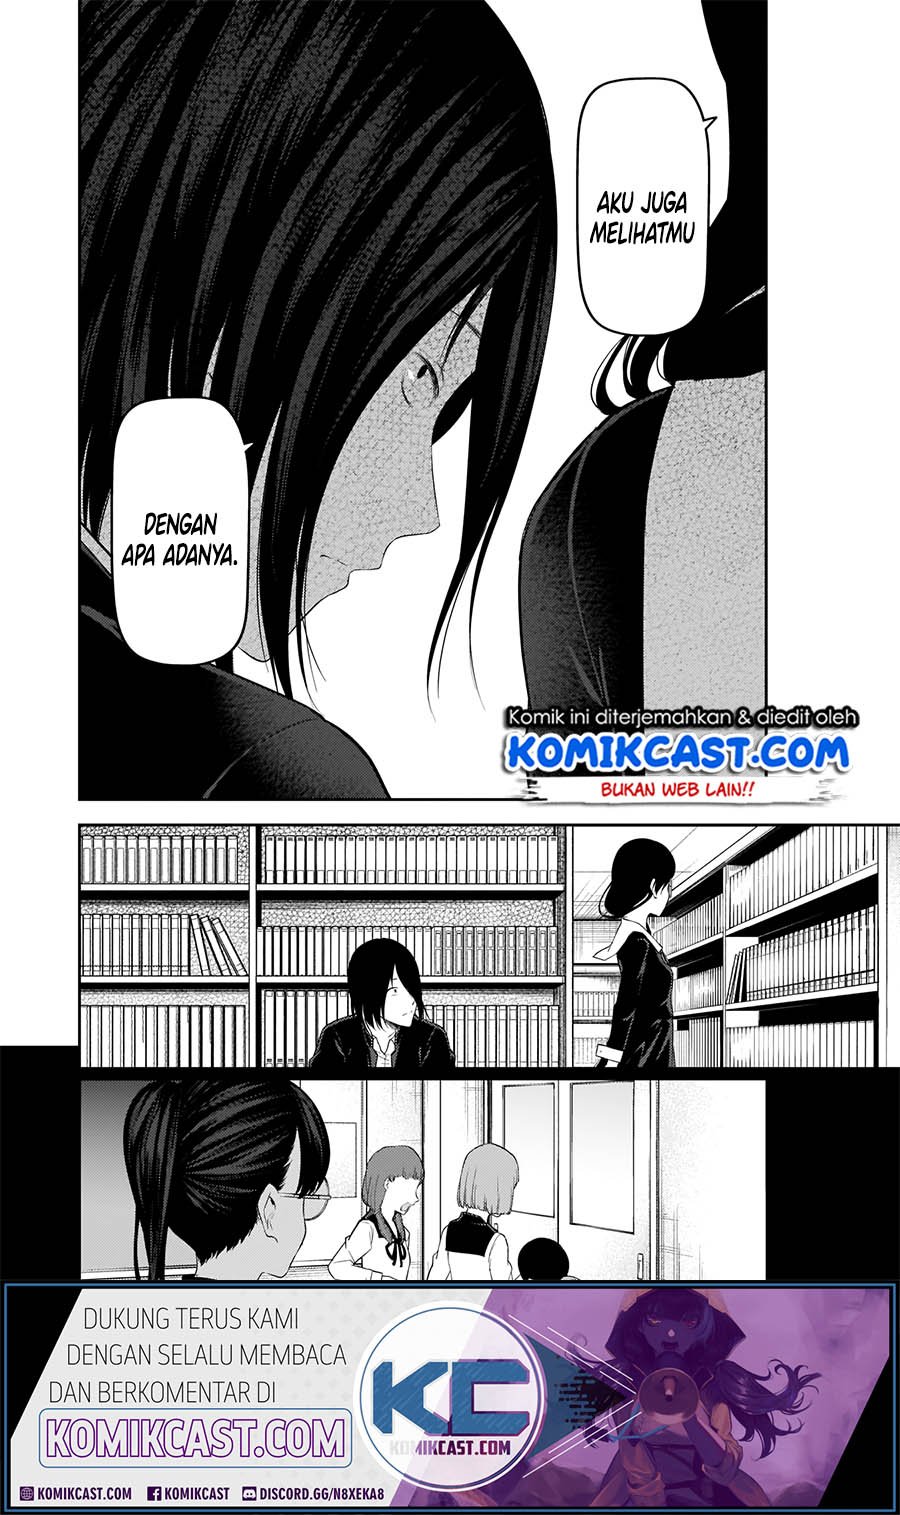 AKU JUGA
MELIHATMU
DENGAN
APA ADANYA.
Komik ini diterjemahkan & diedit oleh
KOMIKCAST.COM
BUKAN WEB LAIN!!
DUKUNG TERUS KAMI
DENGAN SELALU MEMBACA
DAN BERKOMENTAR DI
KOMIKCAST.COM
KC
KOMIKCAST.COM
KOMIKCAST.COM KOMIKCAST DISCORD.GG/N8XEKA8